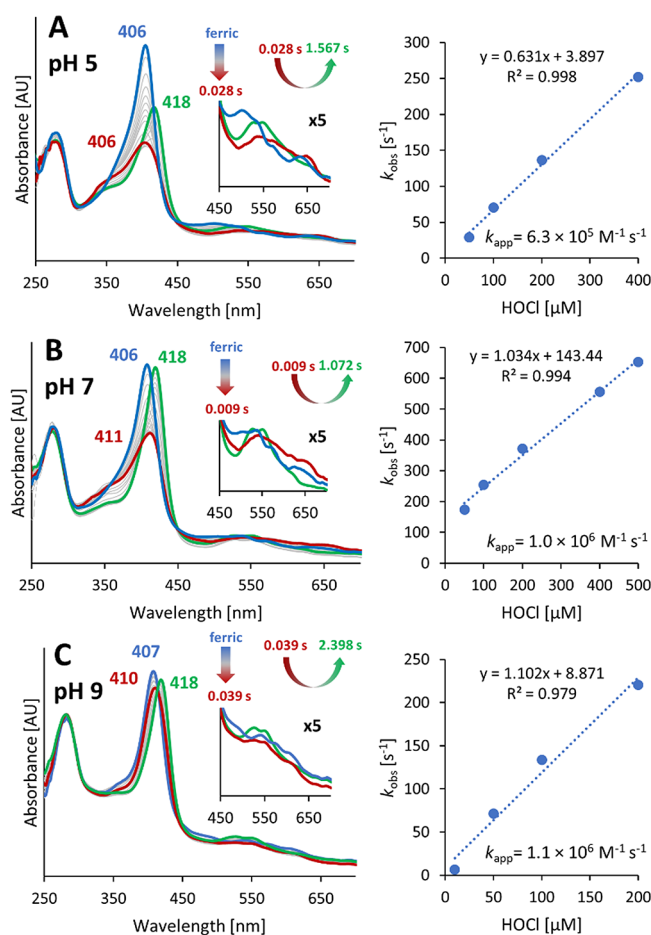 A
pH 5
406
418
406
ferric
0.028 s
0.028 s
1.567 s
x5
450
550
650
Absorbance [AU]
250
350
450
550
650
Wavelength [nm]
y = 0.631x + 3.897
R² = 0.998
300
250
200
150
100
50
0
kobs [s-1]
kapp= 6.3 × 10⁵ M-1 s-1
0
100
200
300
400
HOCl [µM]
B
pH 7
406
418
411
ferric
0.009 s
0.009 s
1.072 s
x5
450
550
650
Absorbance [AU]
250
350
450
550
650
Wavelength [nm]
y = 1.034x + 143.44
R² = 0.994
700
600
500
400
300
200
100
0
kobs [s-1]
kapp= 1.0 × 10⁶ M-1 s-1
0
100
200
300
400
500
HOCl [µM]
C
pH 9
407
410
418
ferric
0.039 s
0.039 s
2.398 s
x5
450
550
650
Absorbance [AU]
250
350
450
550
650
Wavelength [nm]
y = 1.102x + 8.871
R² = 0.979
250
200
150
100
50
0
kobs [s-1]
kapp= 1.1 × 10⁶ M-1 s-1
0
50
100
150
200
HOCl [µM]